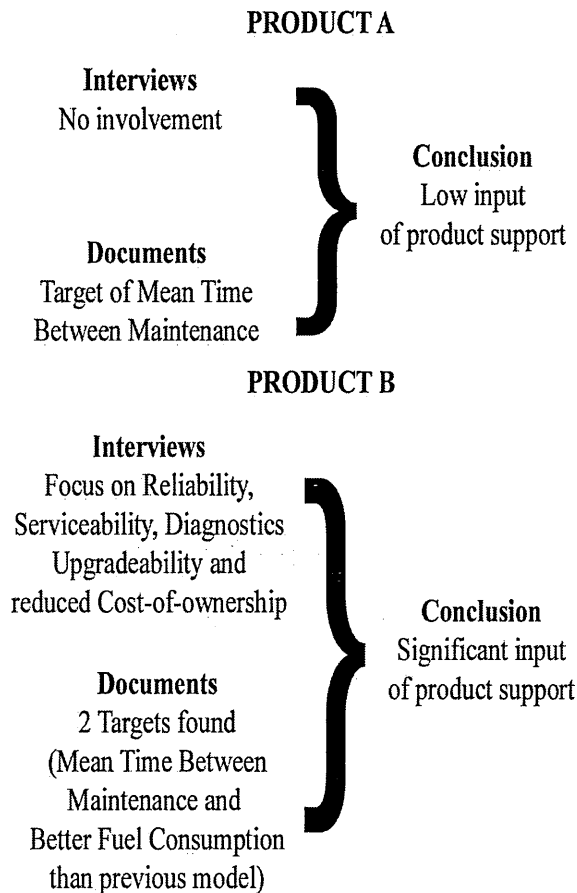 PRODUCT A
Interviews
No involvement
Documents
Target of Mean Time
Between Maintenance
Conclusion
Low input
of product support
PRODUCT B
Interviews
Focus on Reliability,
Serviceability, Diagnostics
Upgradeability and
reduced Cost-of-ownership
Documents
2 Targets found
(Mean Time Between
Maintenance and
Better Fuel Consumption
than previous model)
Conclusion
Significant input
of product support